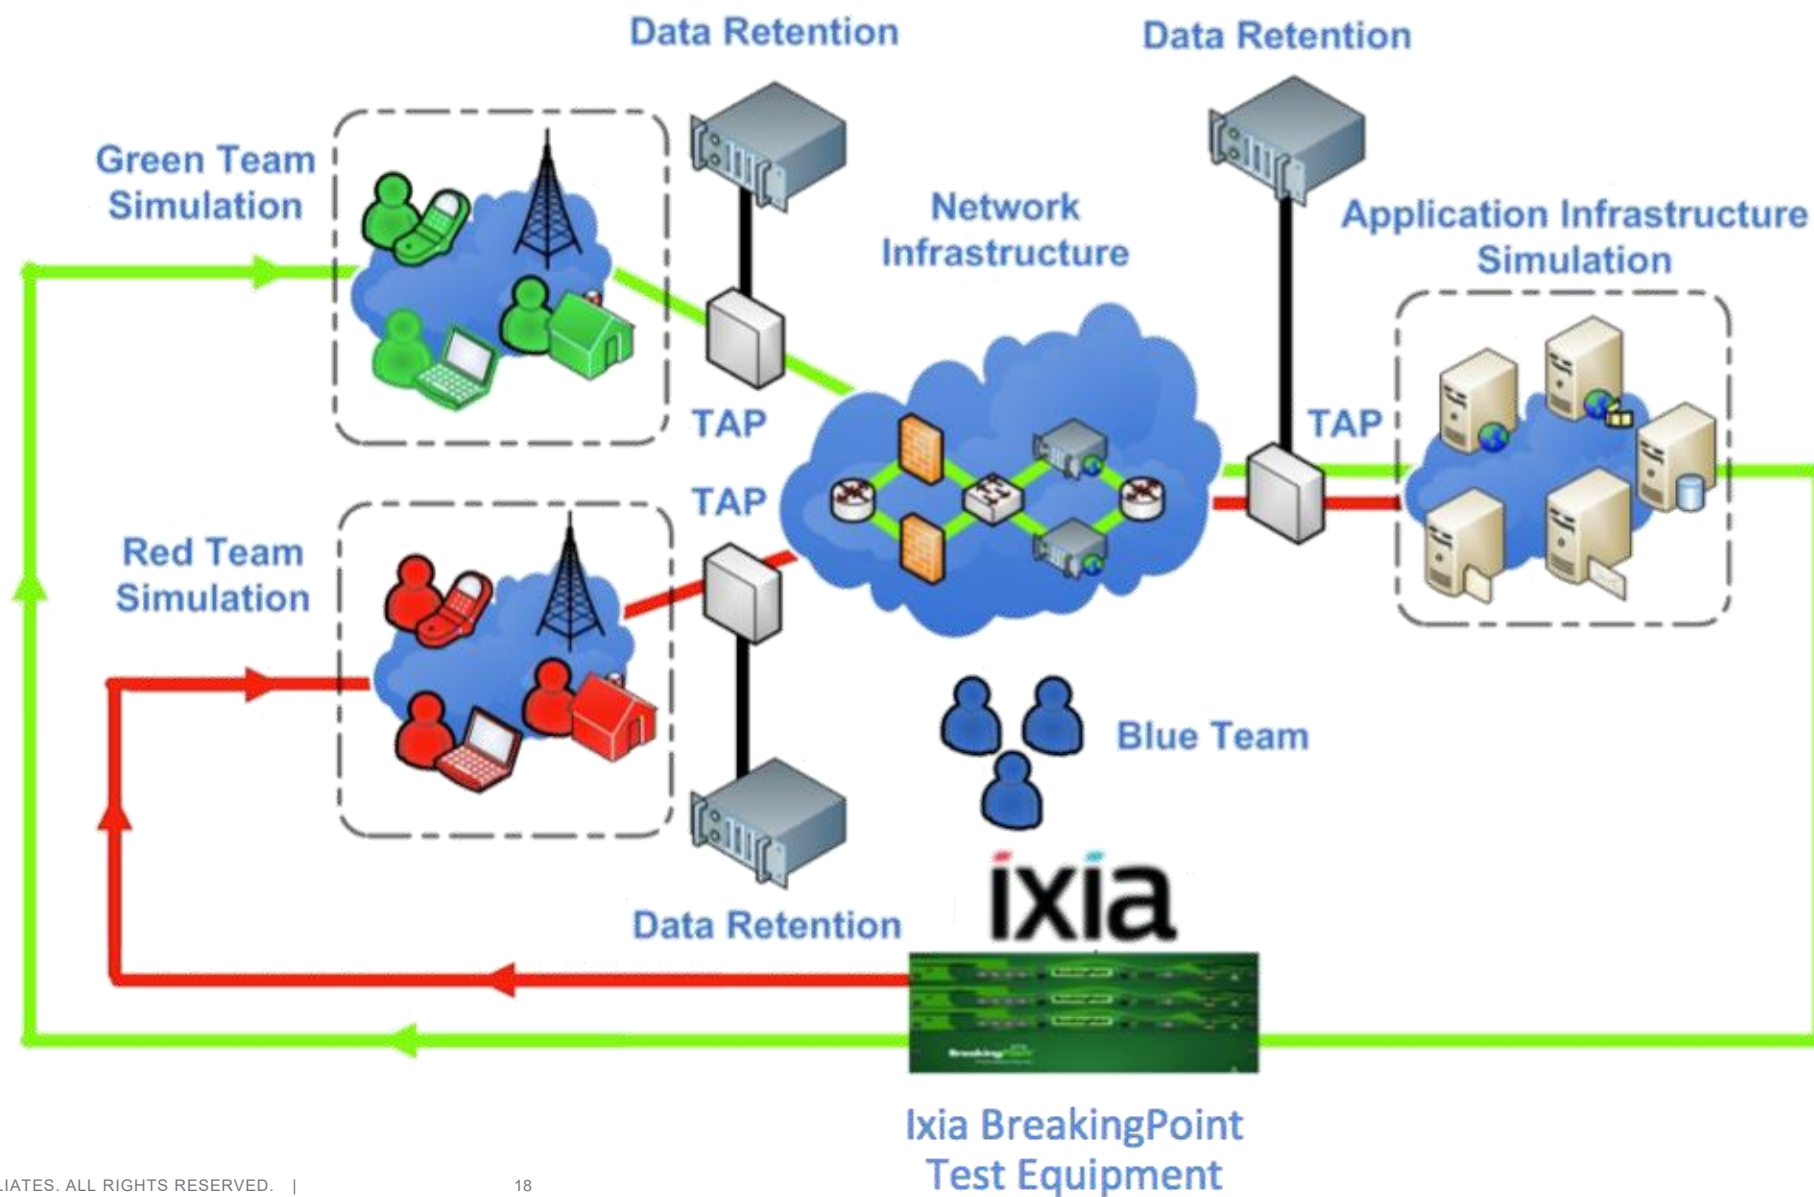 Data Retention
Data Retention
Green Team
Simulation
Network
Infrastructure
Application Infrastructure
Simulation
TAP
TAP
TAP
Red Team
Simulation
Blue Team
ixia
Data Retention
BreakingPoint
Ixia BreakingPoint
Test Equipment
LIATES. ALL RIGHTS RESERVED. |
18